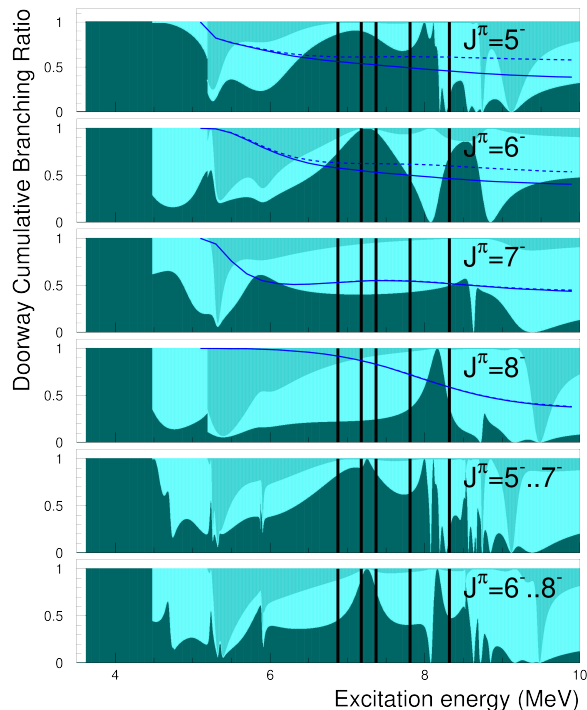 Doorway Cumulative Branching Ratio
1
0.5
0
Jπ=5-
1
0.5
0
Jπ=6-
1
0.5
0
Jπ=7-
1
0.5
0
Jπ=8-
1
0.5
0
Jπ=5-..7-
1
0.5
0
Jπ=6-..8-
4 6 8 10
Excitation energy (MeV)